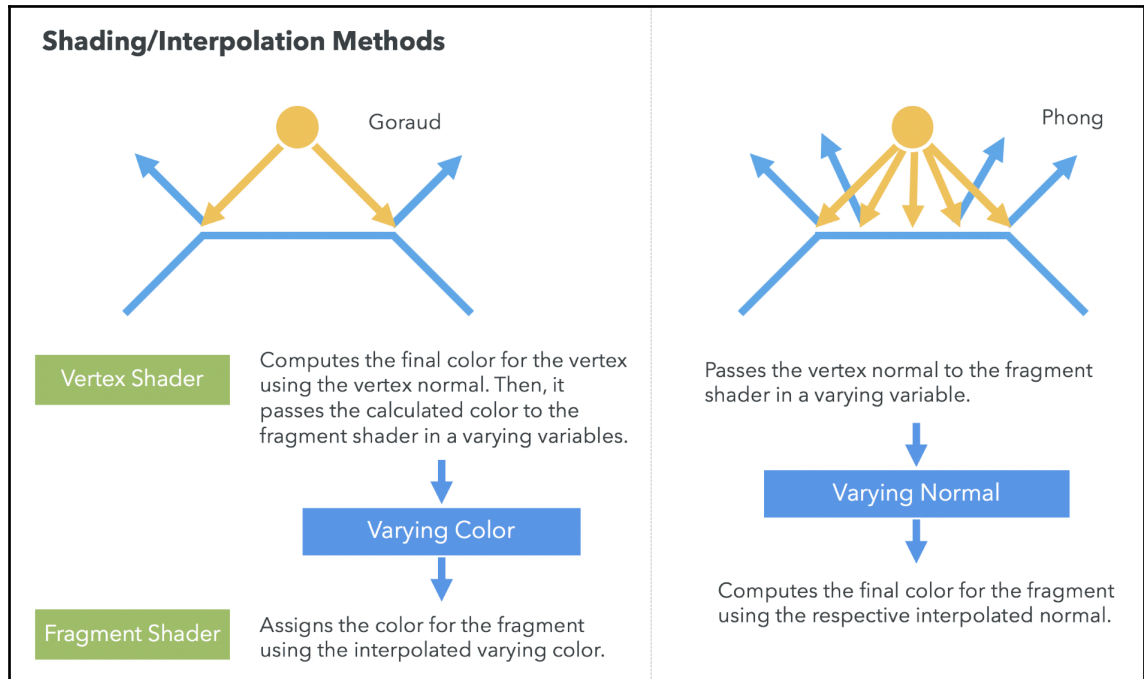 Shading/Interpolation Methods
Goraud
Vertex Shader
Computes the final color for the vertex
using the vertex normal. Then, it
passes the calculated color to the
fragment shader in a varying variables.
Varying Color
Fragment Shader
Assigns the color for the fragment
using the interpolated varying color.
Phong
Passes the vertex normal to the fragment
shader in a varying variable.
Varying Normal
Computes the final color for the fragment
using the respective interpolated normal.